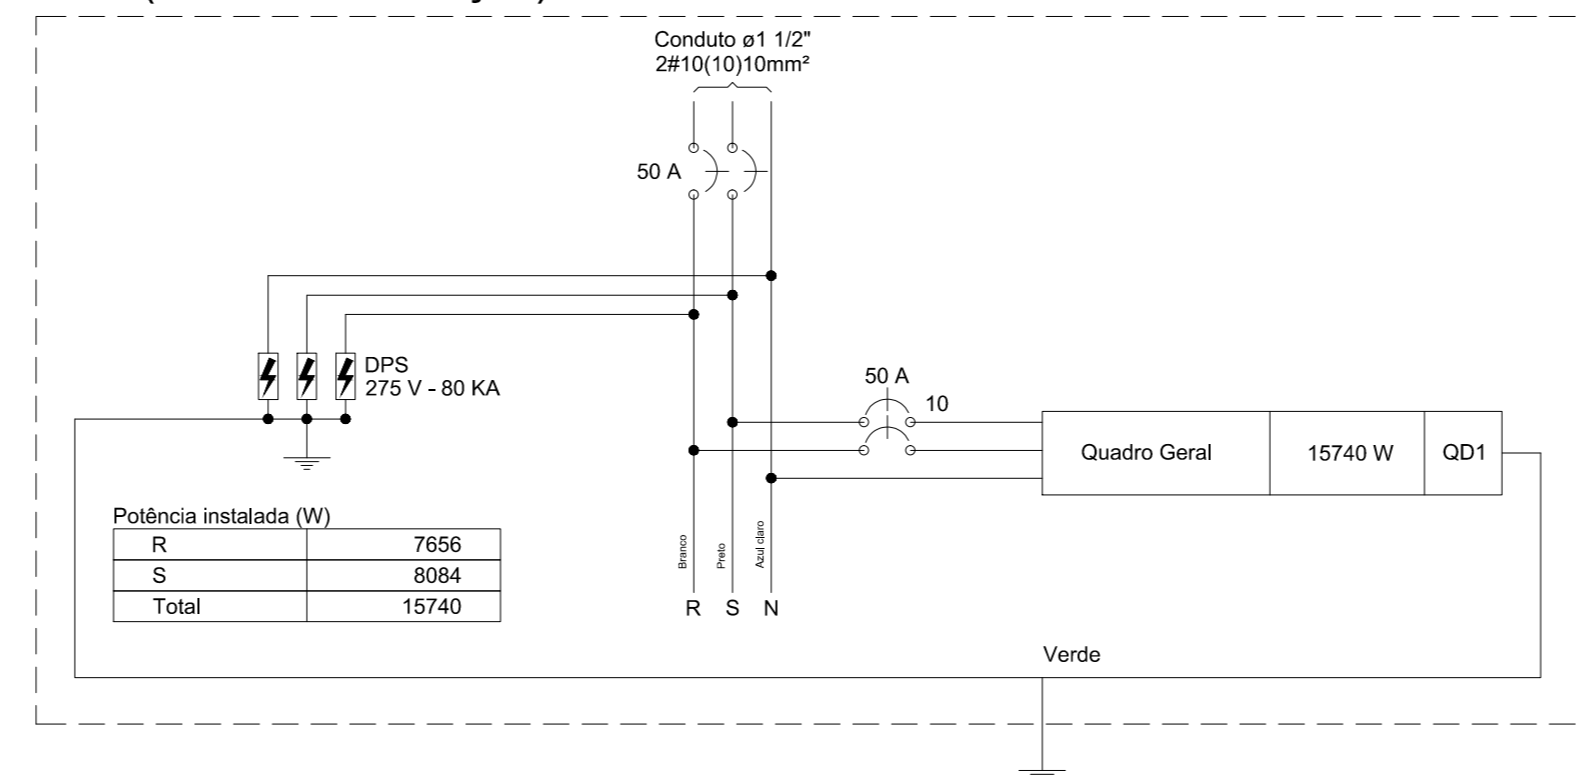 Conduto ø1 1/2"
2#10(10)10mm²
50 A
DPS
275 V - 80 KA
50 A
10
Quadro Geral 15740 W QD1
Potência instalada (W)
R 7656
S 8084
Total 15740
Branco
Preto
Azul claro
R S N
Verde